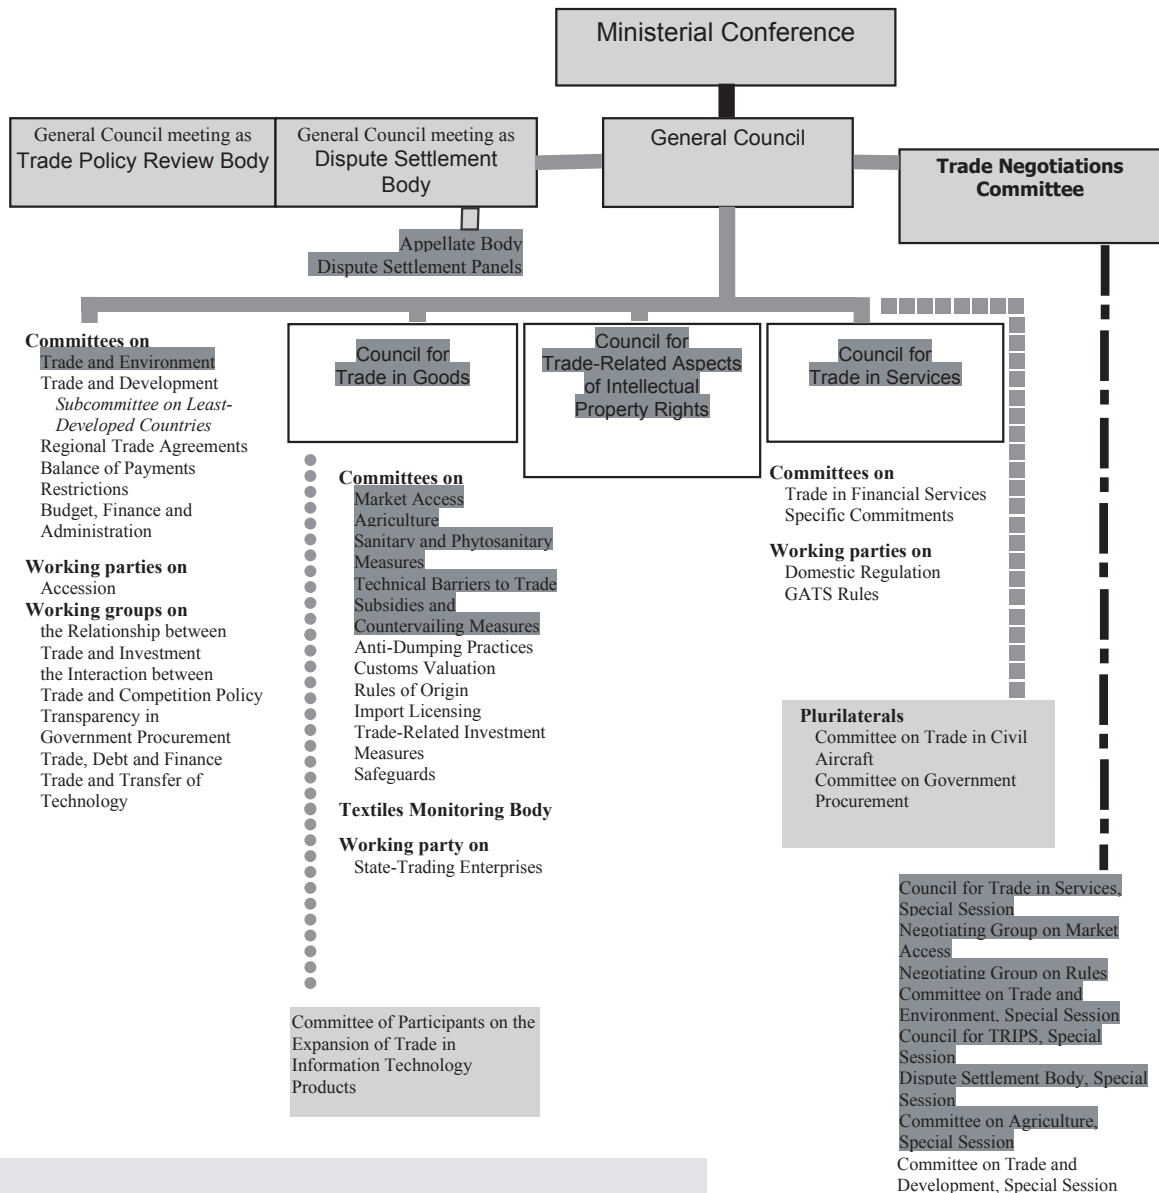 Ministerial Conference
General Council meeting as
Trade Policy Review Body
General Council meeting as
Dispute Settlement
Body
General Council
Trade Negotiations
Committee
Appellate Body
Dispute Settlement Panels
Committees on
Trade and Environment
Trade and Development
Subcommittee on Least-
Developed Countries
Regional Trade Agreements
Balance of Payments
Restrictions
Budget, Finance and
Administration
Working parties on
Accession
Working groups on
the Relationship between
Trade and Investment
the Interaction between
Trade and Competition Policy
Transparency in
Government Procurement
Trade, Debt and Finance
Trade and Transfer of
Technology
Council for
Trade in Goods
Committees on
Market Access
Agriculture
Sanitary and Phytosanitary
Measures
Technical Barriers to Trade
Subsidies and
Countervailing Measures
Anti-Dumping Practices
Customs Valuation
Rules of Origin
Import Licensing
Trade-Related Investment
Measures
Safeguards
Textiles Monitoring Body
Working party on
State-Trading Enterprises
Committee of Participants on the
Expansion of Trade in
Information Technology
Products
Council for
Trade-Related Aspects
of Intellectual
Property Rights
Council for
Trade in Services
Committees on
Trade in Financial Services
Specific Commitments
Working parties on
Domestic Regulation
GATS Rules
Plurilaterals
Committee on Trade in Civil
Aircraft
Committee on Government
Procurement
Council for Trade in Services,
Special Session
Negotiating Group on Market
Access
Negotiating Group on Rules
Committee on Trade and
Environment, Special Session
Council for TRIPS, Special
Session
Dispute Settlement Body, Special
Session
Committee on Agriculture,
Special Session
Committee on Trade and
Development, Special Session